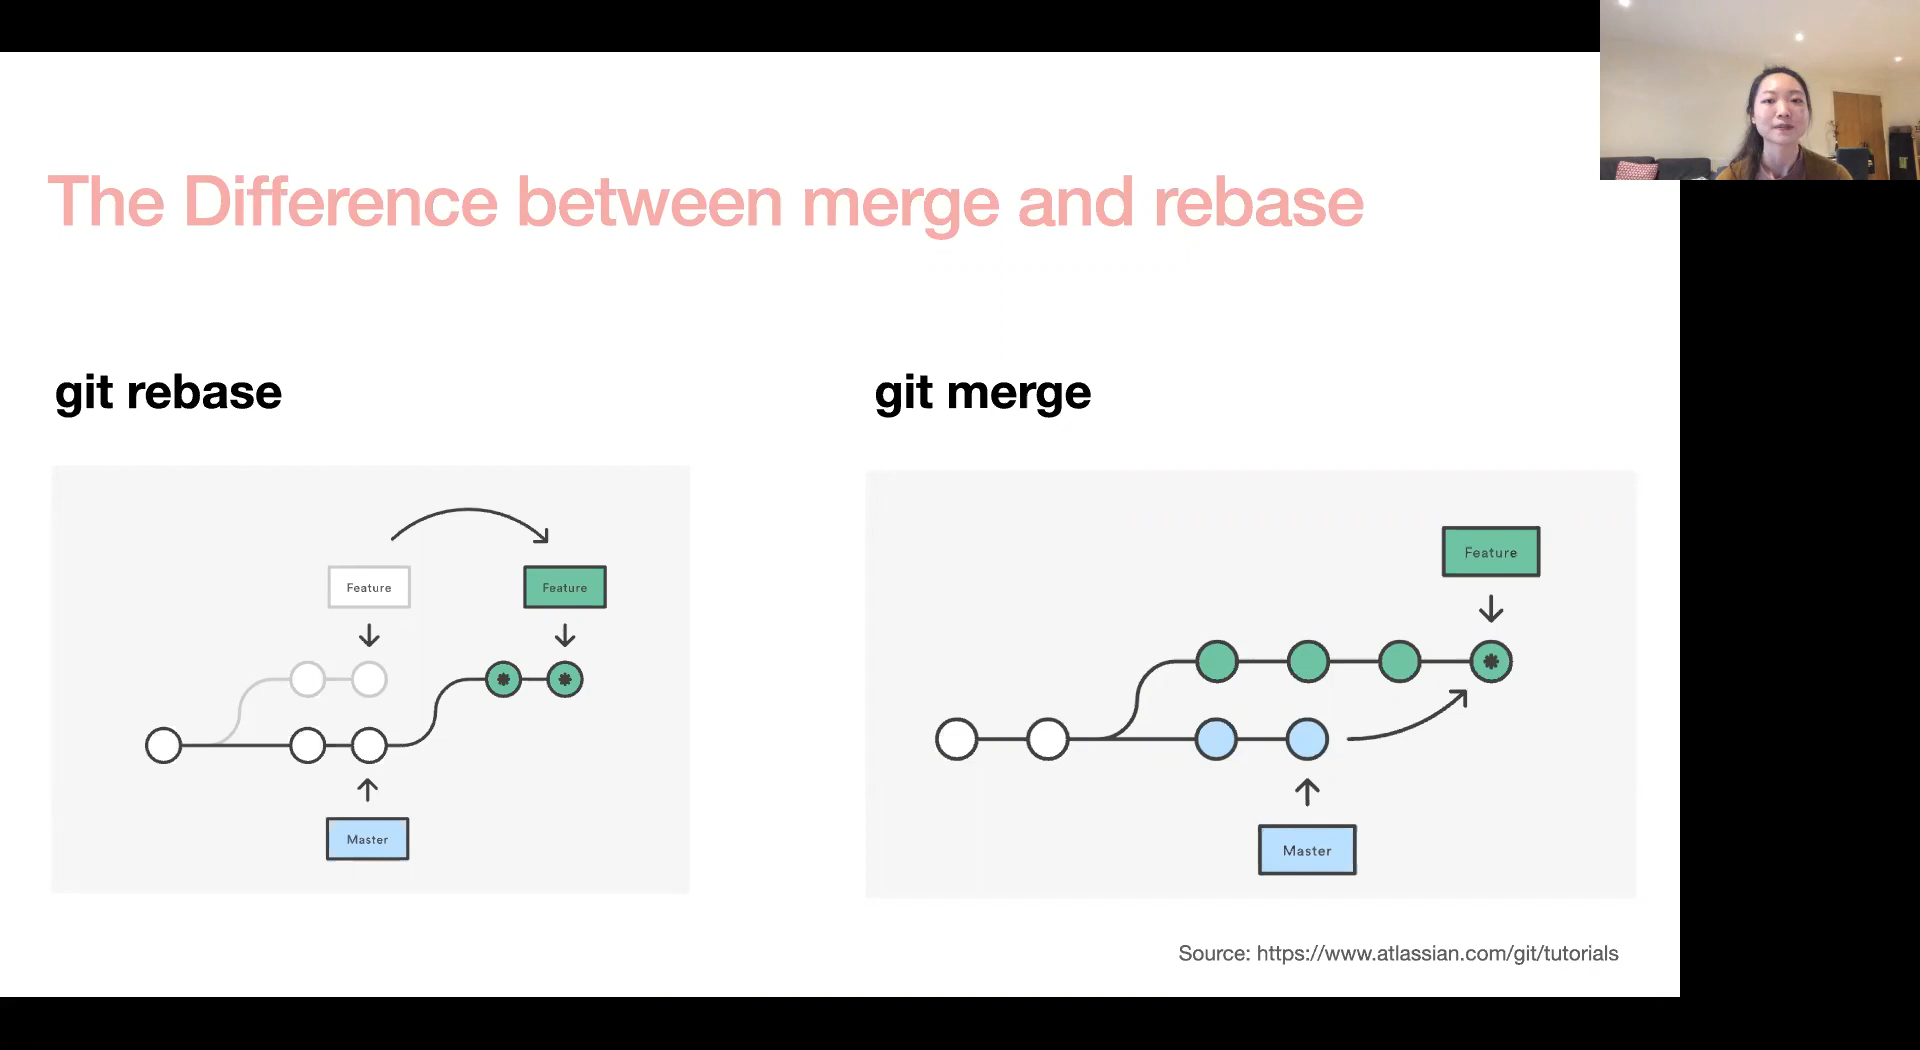 The Difference between merge and rebase
git rebase
Feature
Feature
Master
git merge
Feature
Master
Source: https://www.atlassian.com/git/tutorials